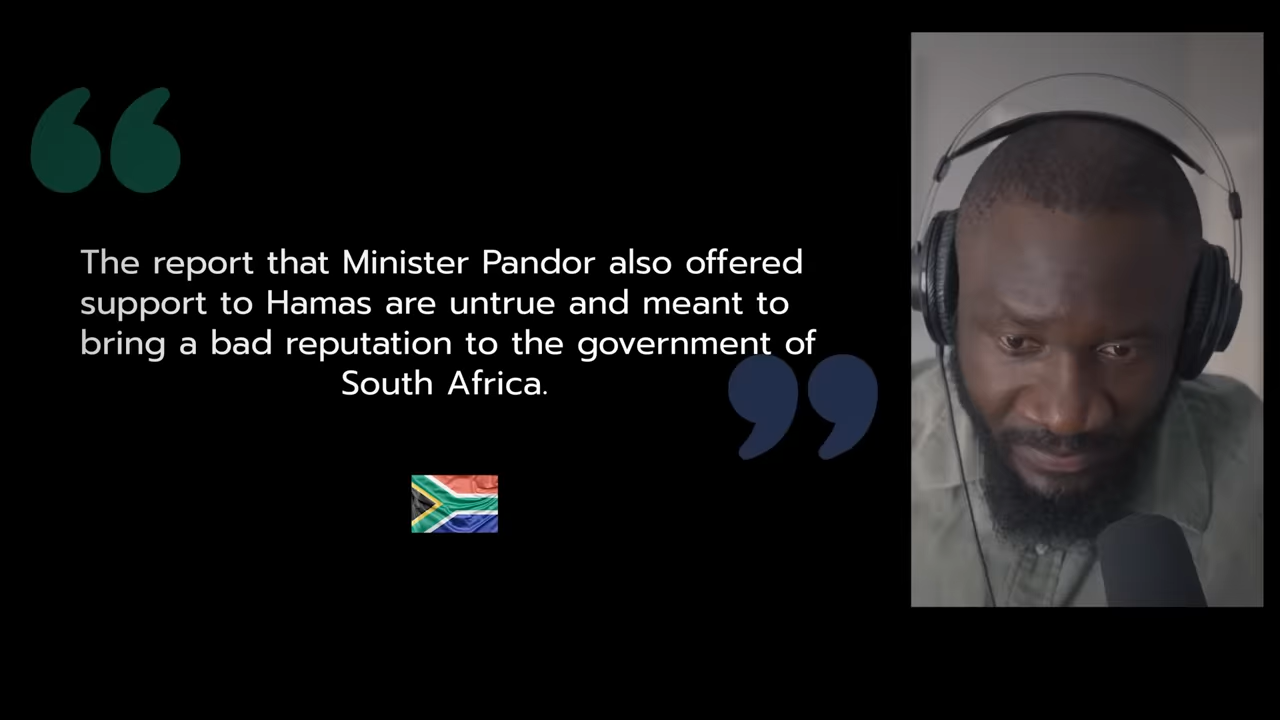 The report that Minister Pandor also offered
support to Hamas are untrue and meant to
bring a bad reputation to the government of
South Africa.